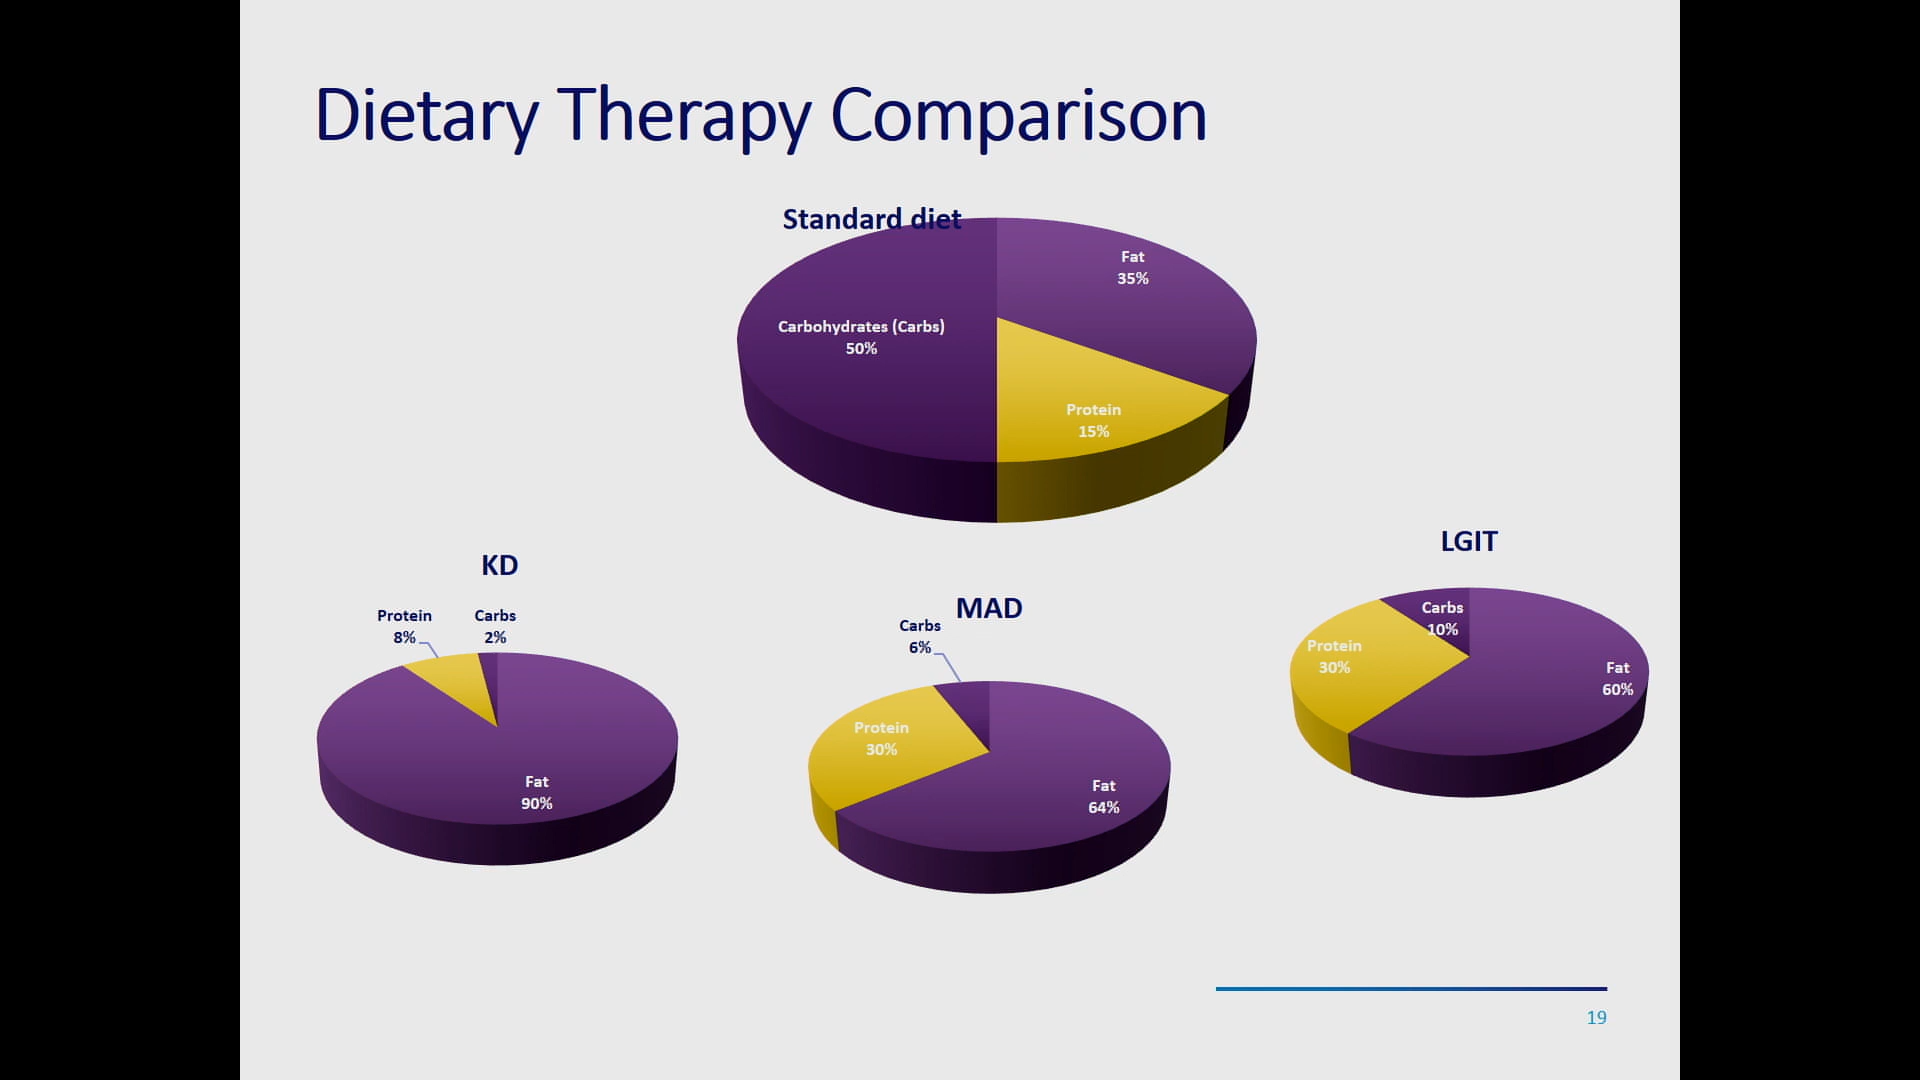 Dietary Therapy Comparison
Standard diet
Fat
35%
Carbohydrates (Carbs)
50%
Protein
15%
KD
Protein
8%
Carbs
2%
Fat
90%
MAD
Carbs
6%
Protein
30%
Fat
64%
LGIT
Carbs
10%
Protein
30%
Fat
60%
19